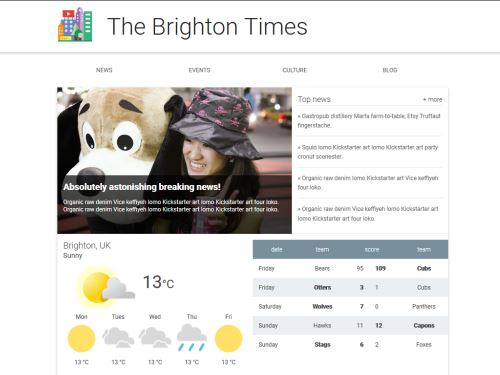 The Brighton Times
NEWS EVENTS CULTURE BLOG
Absolutely astonishing breaking news!
Organic raw denim Vice keffiyeh lomo Kickstarter art lomo Kickstarter art four loko.
Organic raw denim Vice keffiyeh lomo Kickstarter art lomo Kickstarter art four loko.
Top news + more
» Gastropub distillery Marfa farm-to-table, Etsy Truffaut
fingerstache.
» Squid lomo Kickstarter art lomo Kickstarter art party
cronut scenester.
» Organic raw denim lomo Kickstarter art Vice keffiyeh
four loko.
» Organic raw denim Vice keffiyeh lomo Kickstarter art
lomo Kickstarter art four loko.
Brighton, UK
Sunny
13°C
Mon Tues Wed Thu Fri
13 °C 13 °C 13 °C 13 °C 13 °C
date team score team
Friday Bears 95 109 Cubs
Friday Otters 3 1 Cubs
Saturday Wolves 7 0 Panthers
Sunday Hawks 11 12 Capons
Sunday Stags 6 2 Foxes